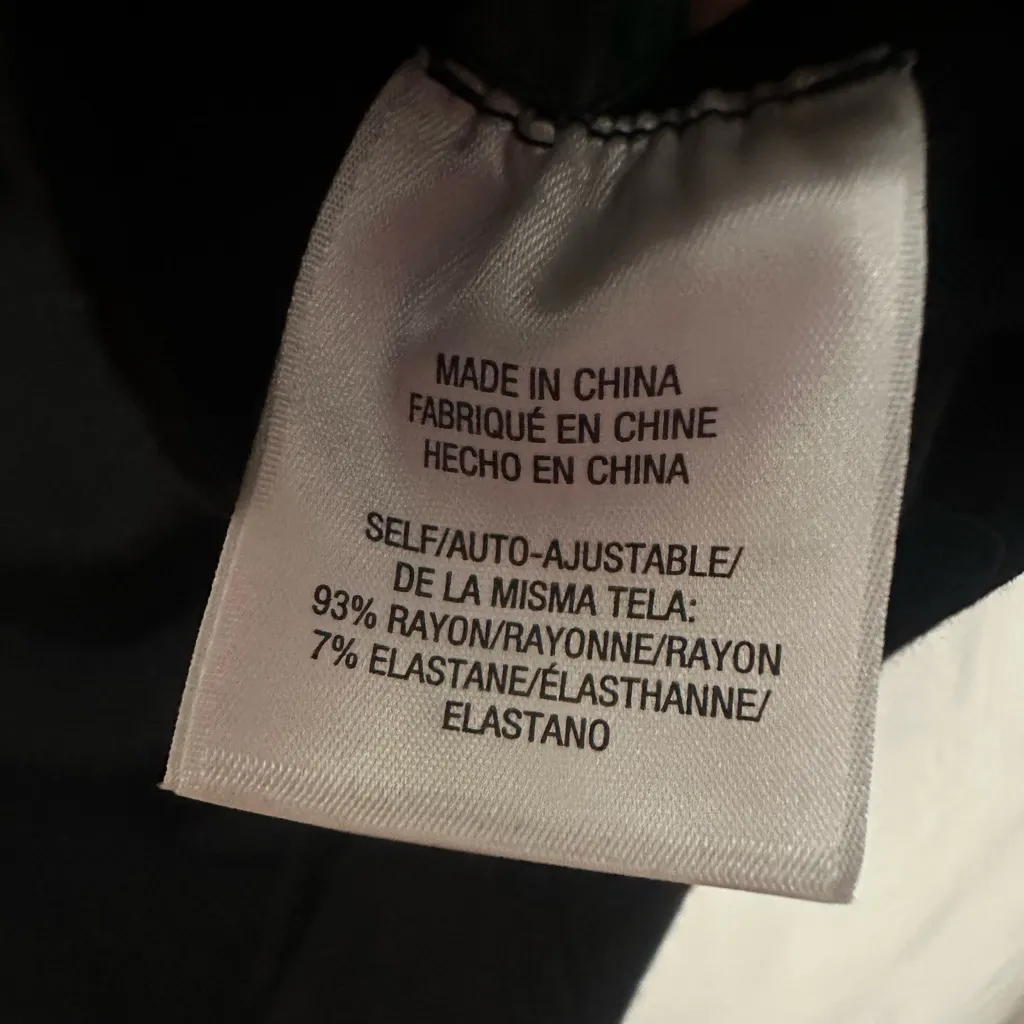 MADE IN CHINA
FABRIQUÉ EN CHINE
HECHO EN CHINA
SELF/AUTO-AJUSTABLE/
DE LA MISMA TELA:
93% RAYON/RAYONNE/RAYON
7% ELASTANE/ÉLASTHANNE/
ELASTANO